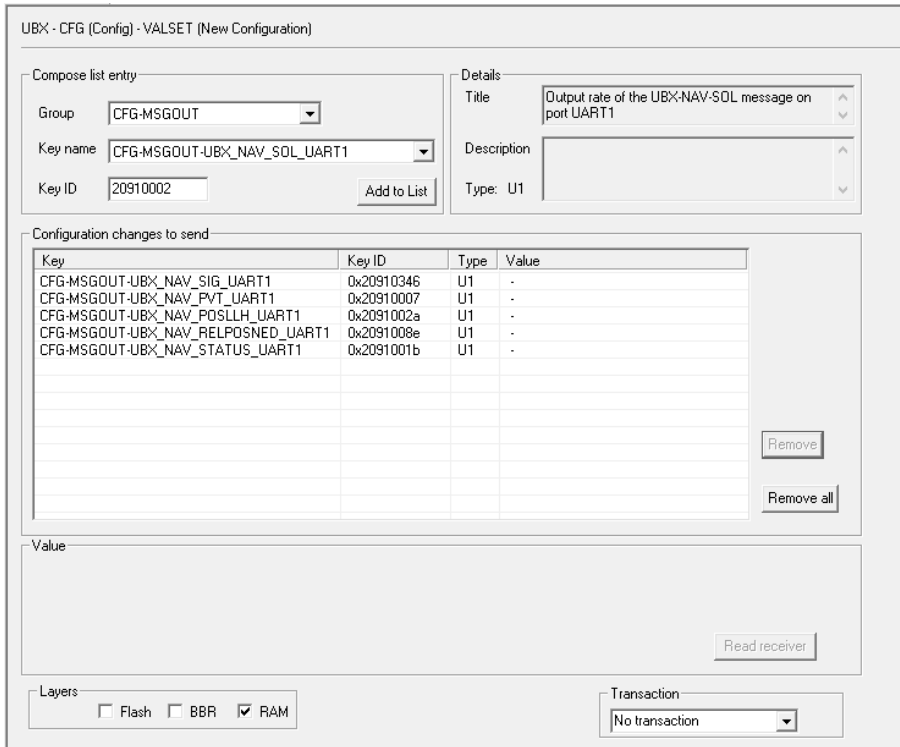 UBX - CFG (Config) - VALSET (New Configuration)
Compose list entry
Group CFG-MSGOUT
Key name CFG-MSGOUT-UBX_NAV_SOL_UART1
Key ID 20910002 Add to List
Details
Title Output rate of the UBX-NAV-SOL message on
port UART1
Description
Type: U1
Configuration changes to send
Key Key ID Type Value
CFG-MSGOUT-UBX_NAV_SIG_UART1 0x20910346 U1 -
CFG-MSGOUT-UBX_NAV_PVT_UART1 0x20910007 U1 -
CFG-MSGOUT-UBX_NAV_POSLLH_UART1 0x2091002a U1 -
CFG-MSGOUT-UBX_NAV_RELPOSNED_UART1 0x2091008e U1 -
CFG-MSGOUT-UBX_NAV_STATUS_UART1 0x2091001b U1 -
Remove
Remove all
Value
Read receiver
Layers
Flash BBR RAM
Transaction
No transaction